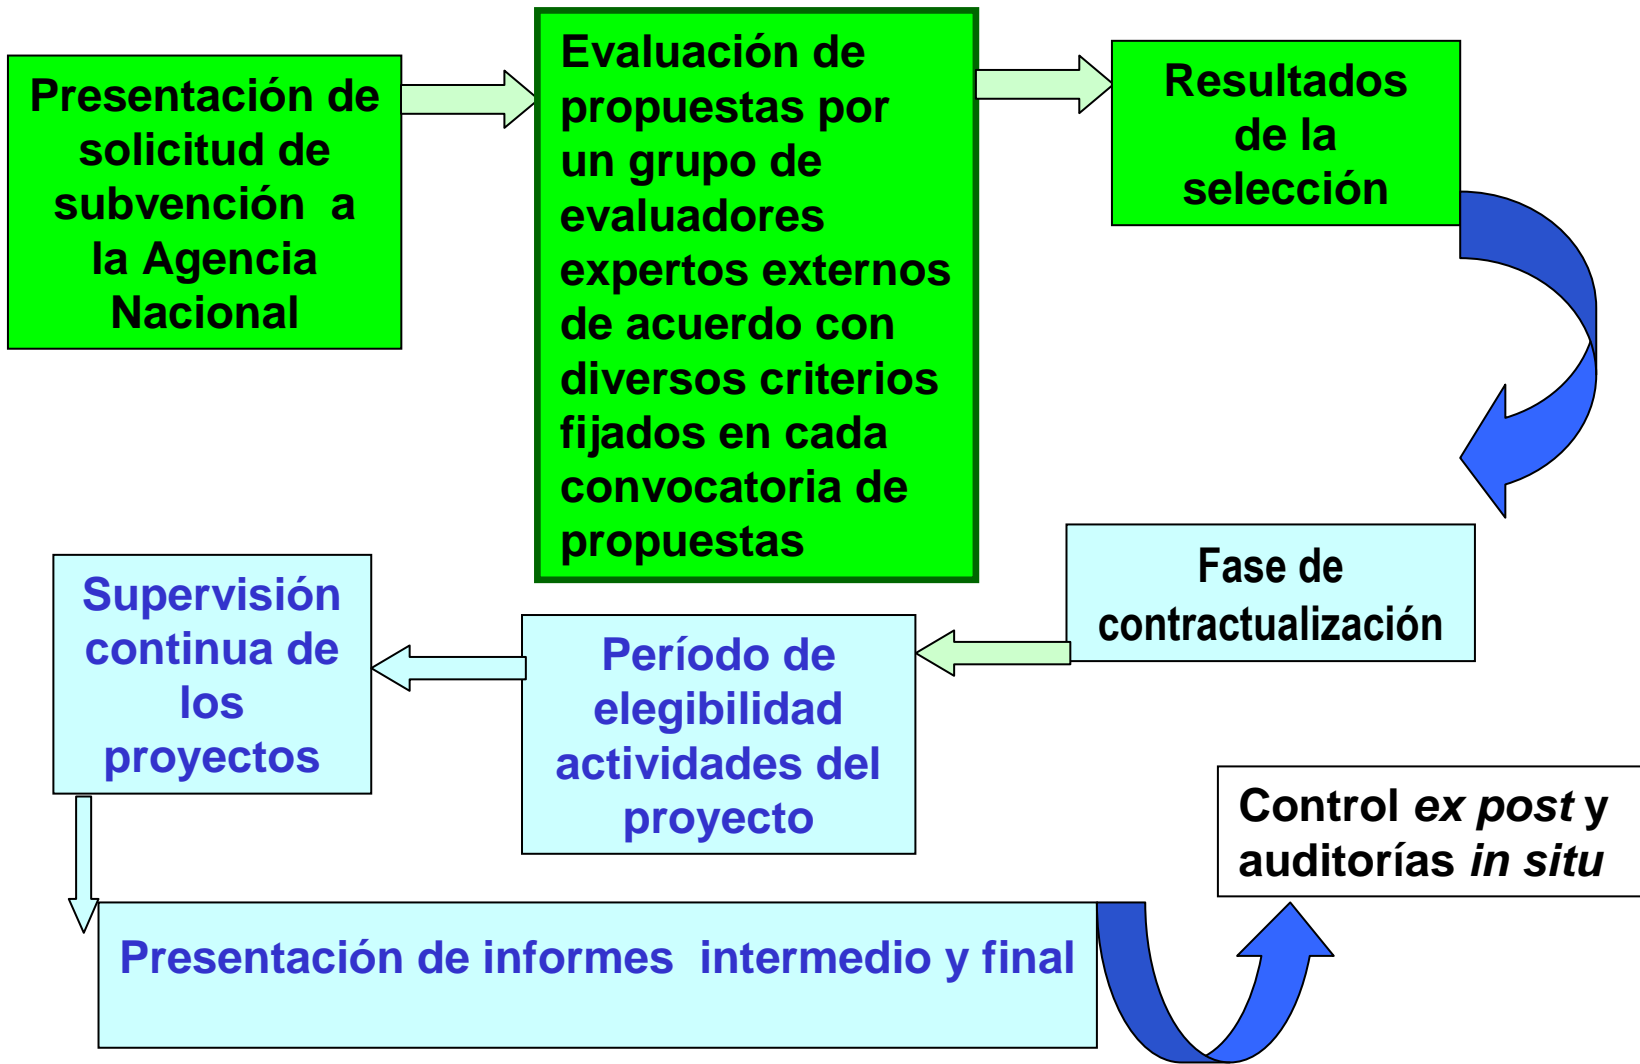 Presentación de
solicitud de
subvención a
la Agencia
Nacional
Evaluación de
propuestas por
un grupo de
evaluadores
expertos externos
de acuerdo con
diversos criterios
fijados en cada
convocatoria de
propuestas
Resultados
de la
selección
Fase de
contractualización
Período de
elegibilidad
actividades del
proyecto
Supervisión
continua de
los
proyectos
Presentación de informes intermedio y final
Control ex post y
auditorías in situ